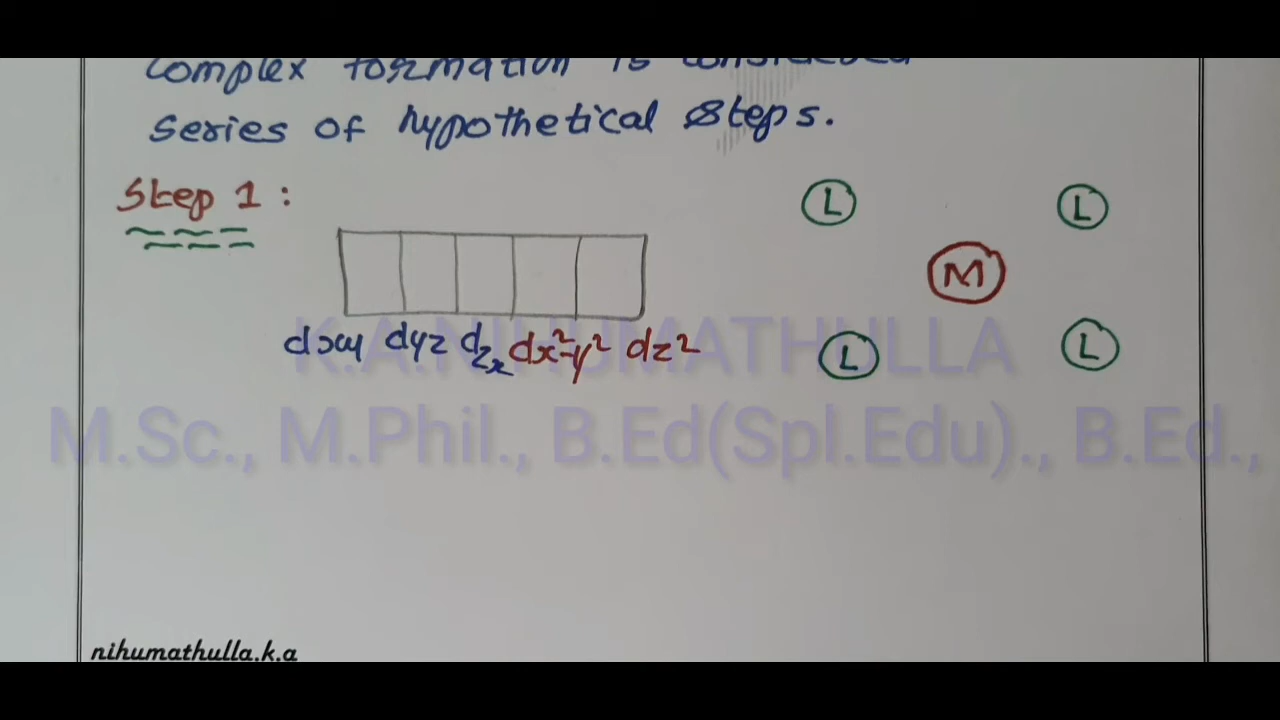 complex formation is considered
series of hypothetical steps.
Step 1 :
L L
M
dxy dyz dzx dx²-y² dz²
L L
K.A.NIHUMATHULLA
M.Sc., M.Phil., B.Ed(Spl.Edu)., B.Ed.,
nihumathulla.k.a